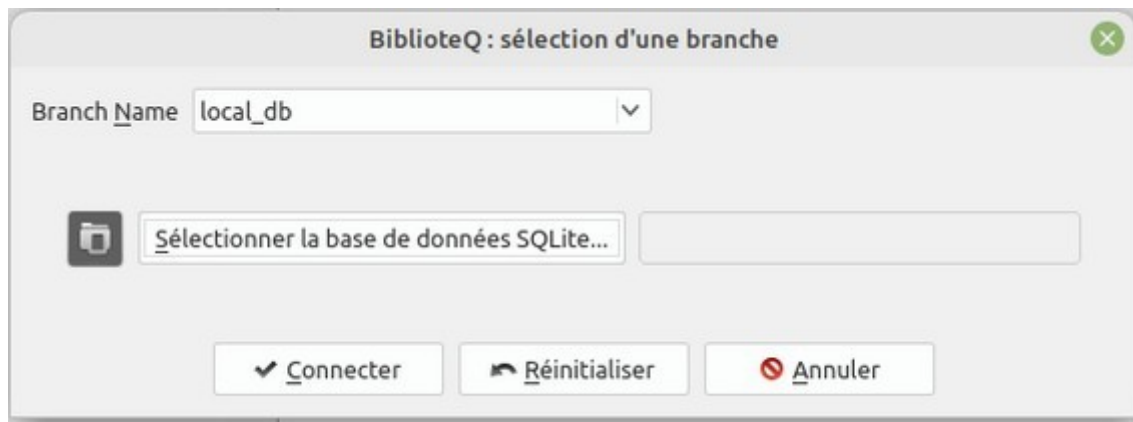 BiblioteQ : sélection d'une branche
Branch Name local_db
Sélectionner la base de données SQLite...
Connecter Réinitialiser Annuler